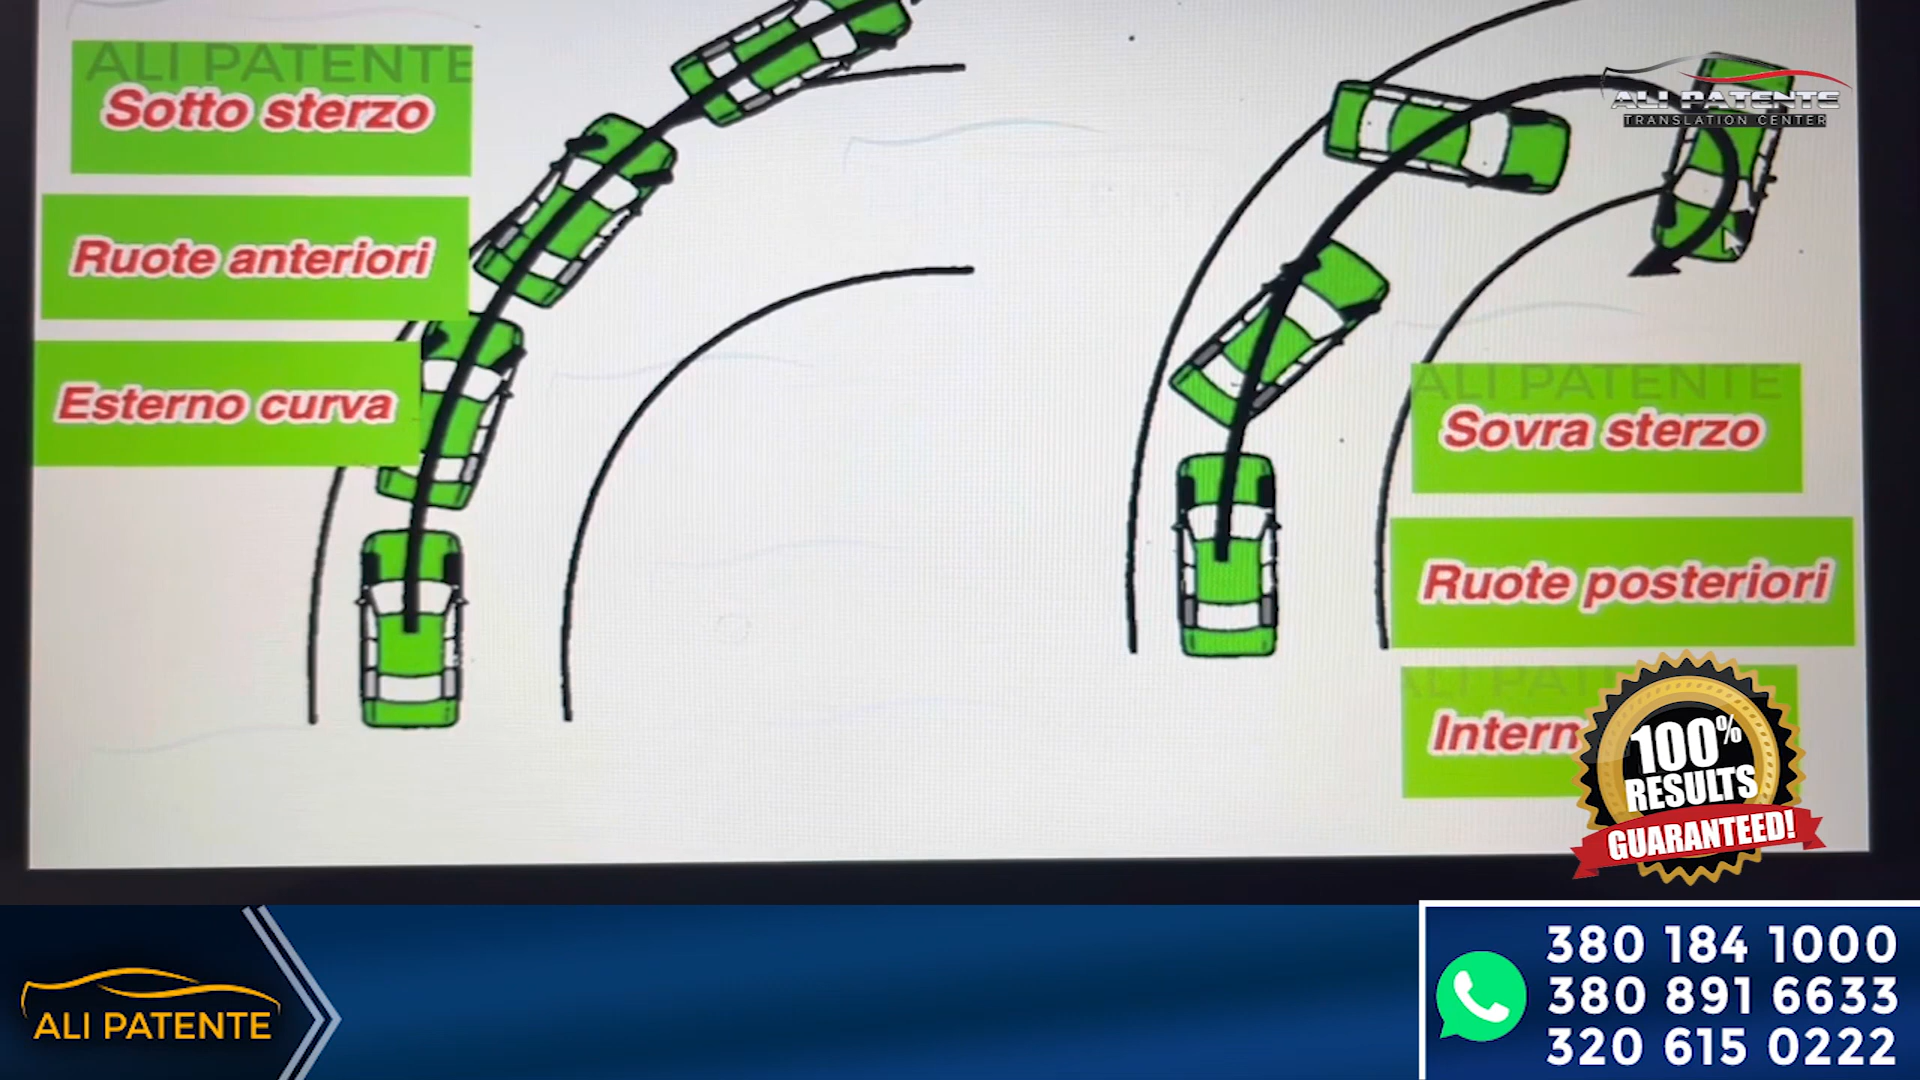 ALI PATENTE
Sotto sterzo
Ruote anteriori
Esterno curva
ALI PATENTE
TRANSLATION CENTER
ALI PATENTE
Sovra sterzo
Ruote posteriori
100%
RESULTS
GUARANTEED!
ALI PATENTE
380 184 1000
380 891 6633
320 615 0222